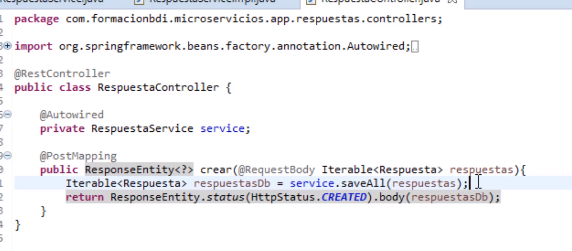 package com.formacionbdi.microservicios.app.respuestas.controllers;
import org.springframework.beans.factory.annotation.Autowired;
@RestController
public class RespuestaController {
@Autowired
private RespuestaService service;
@PostMapping
public ResponseEntity<?> crear(@RequestBody Iterable<Respuesta> respuestas){
Iterable<Respuesta> respuestasDb = service.saveAll(respuestas);
return ResponseEntity.status(HttpStatus.CREATED).body(respuestasDb);
}
}